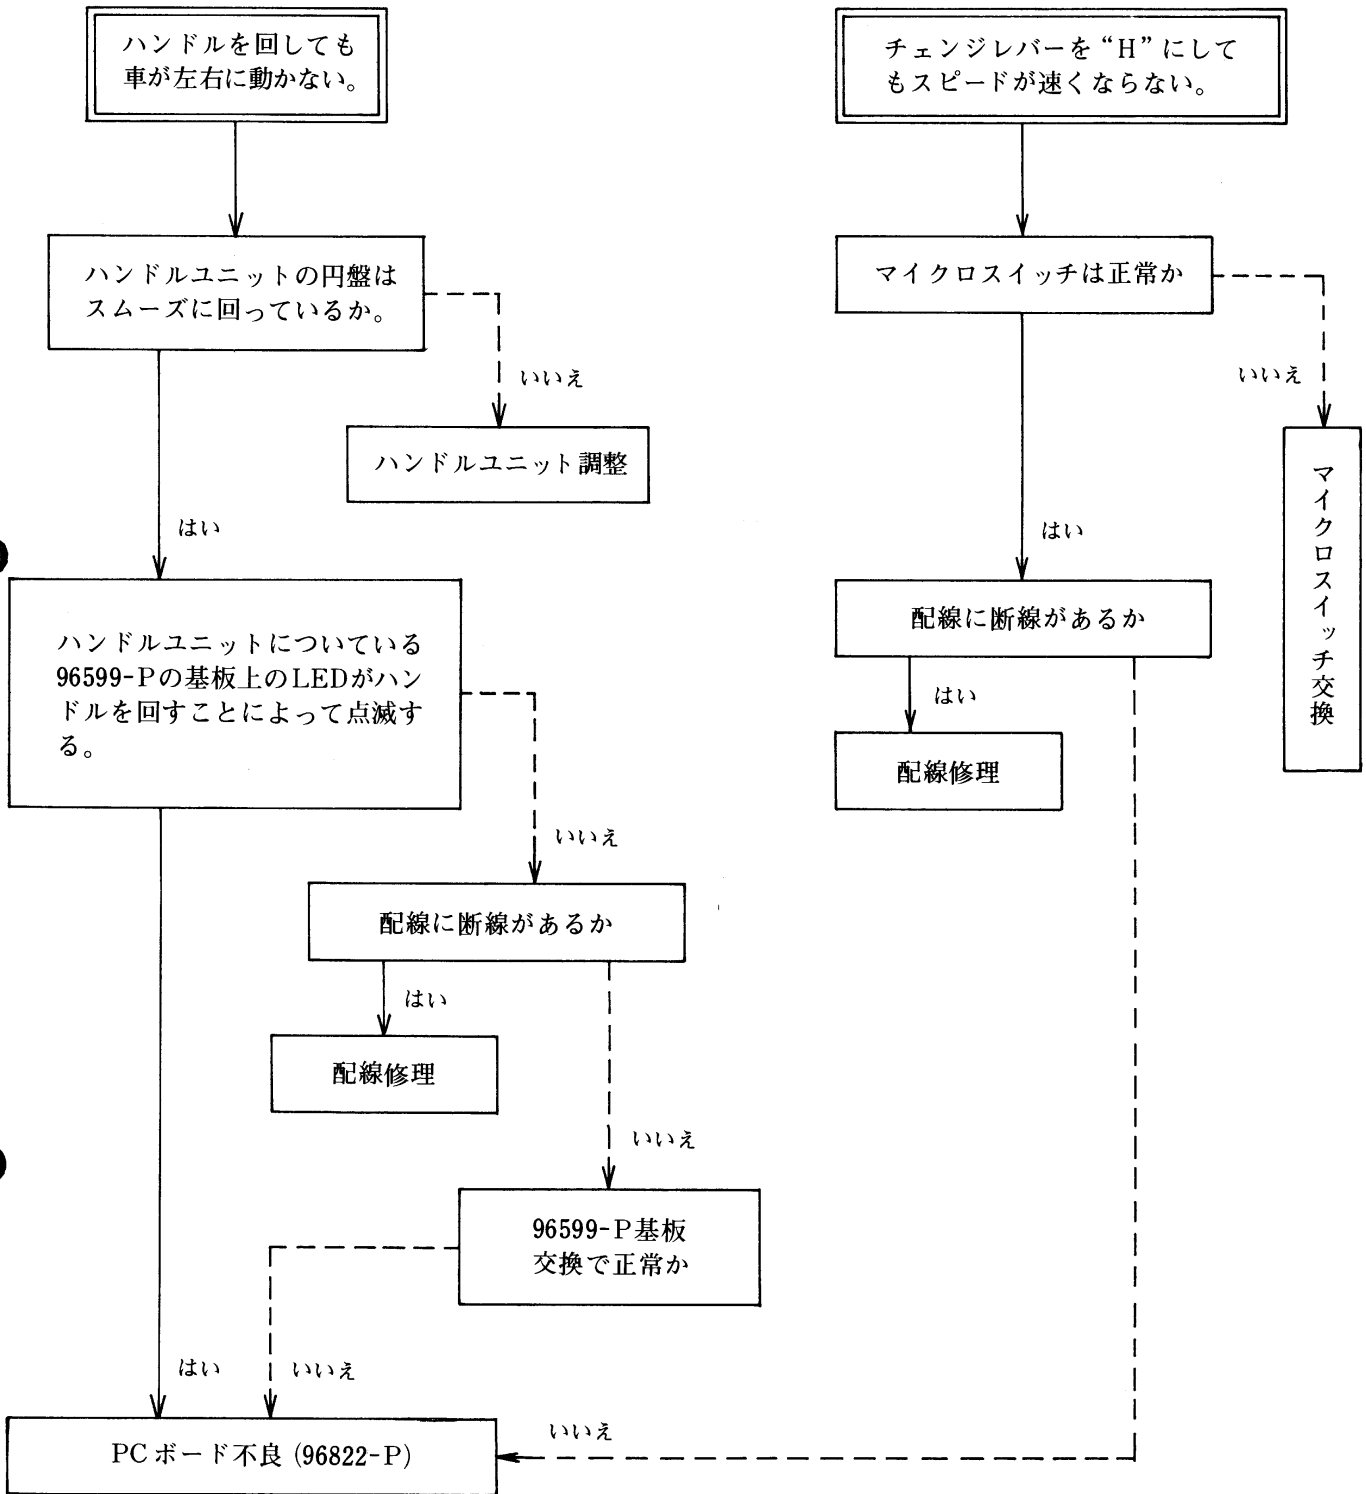 ハンドルを回しても
車が左右に動かない。
ハンドルユニットの円盤は
スムーズに回っているか。
いいえ
ハンドルユニット調整
はい
ハンドルユニットについている
96599-Pの基板上のLEDがハン
ドルを回すことによって点滅す
る。
いいえ
配線に断線があるか
はい
配線修理
いいえ
96599-P基板
交換で正常か
はい
いいえ
PCボード不良(96822-P)
チェンジレバーを“H”にして
もスピードが速くならない。
マイクロスイッチは正常か
いいえ
マイクロスイッチ交換
はい
配線に断線があるか
はい
配線修理
いいえ